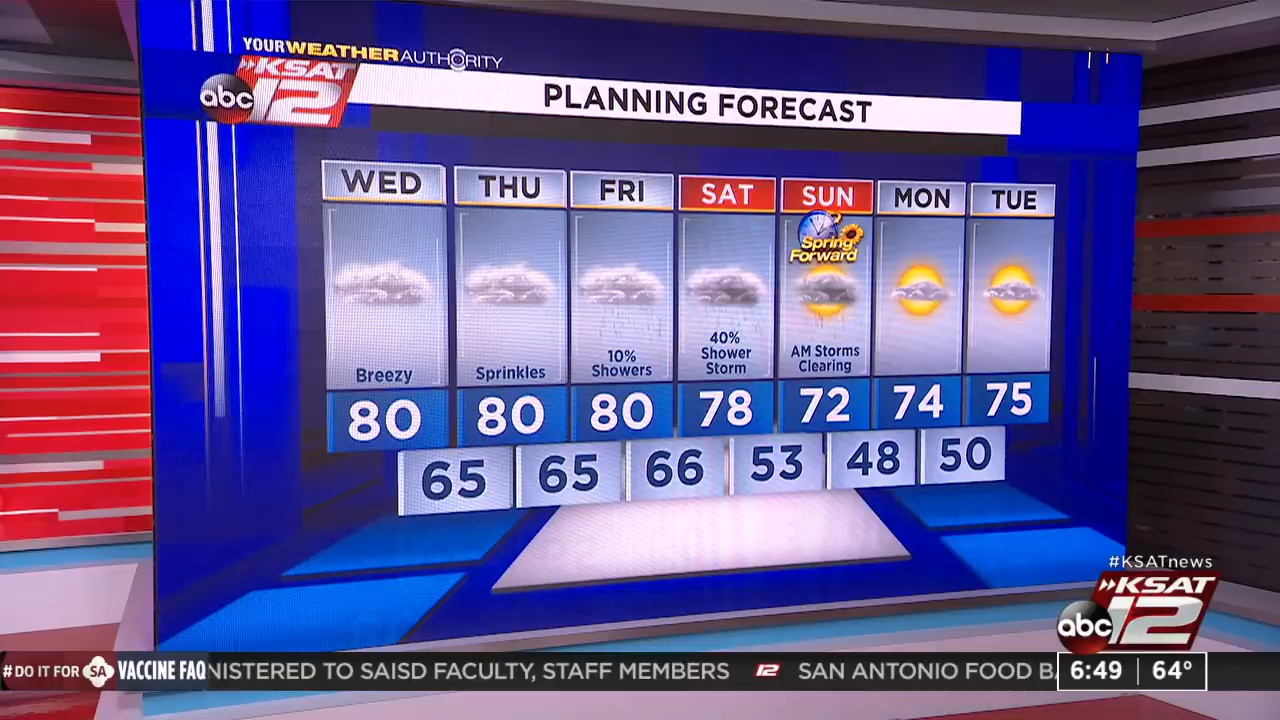 YOUR WEATHER AUTHORITY
abc KSAT 12
PLANNING FORECAST
WED THU FRI SAT SUN MON TUE
Spring
Forward
Breezy
Sprinkles
10%
Showers
40%
Shower
Storm
AM Storms
Clearing
80 80 80 78 72 74 75
65 65 66 53 48 50
#KSATnews
abc KSAT 12
#DO IT FOR SA VACCINE FAQ NISTERED TO SAISD FACULTY, STAFF MEMBERS 12 SAN ANTONIO FOOD BA 6:49 64°